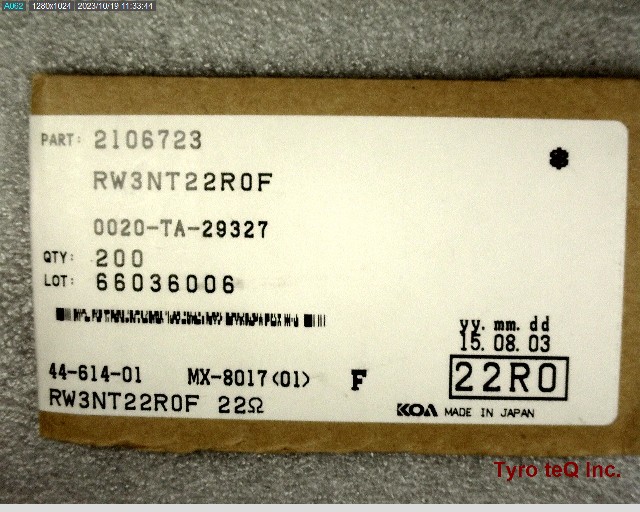 A062 1280x1024 2023/10/19 11:33:44
PART: 2106723
RW3NT22R0F
0020-TA-29327
QTY: 200
LOT: 66036006
yy. mm. dd
15. 08. 03
44-614-01 MX-8017(01) F 22R0
RW3NT22R0F 22Ω
KOA MADE IN JAPAN
Tyro teQ Inc.